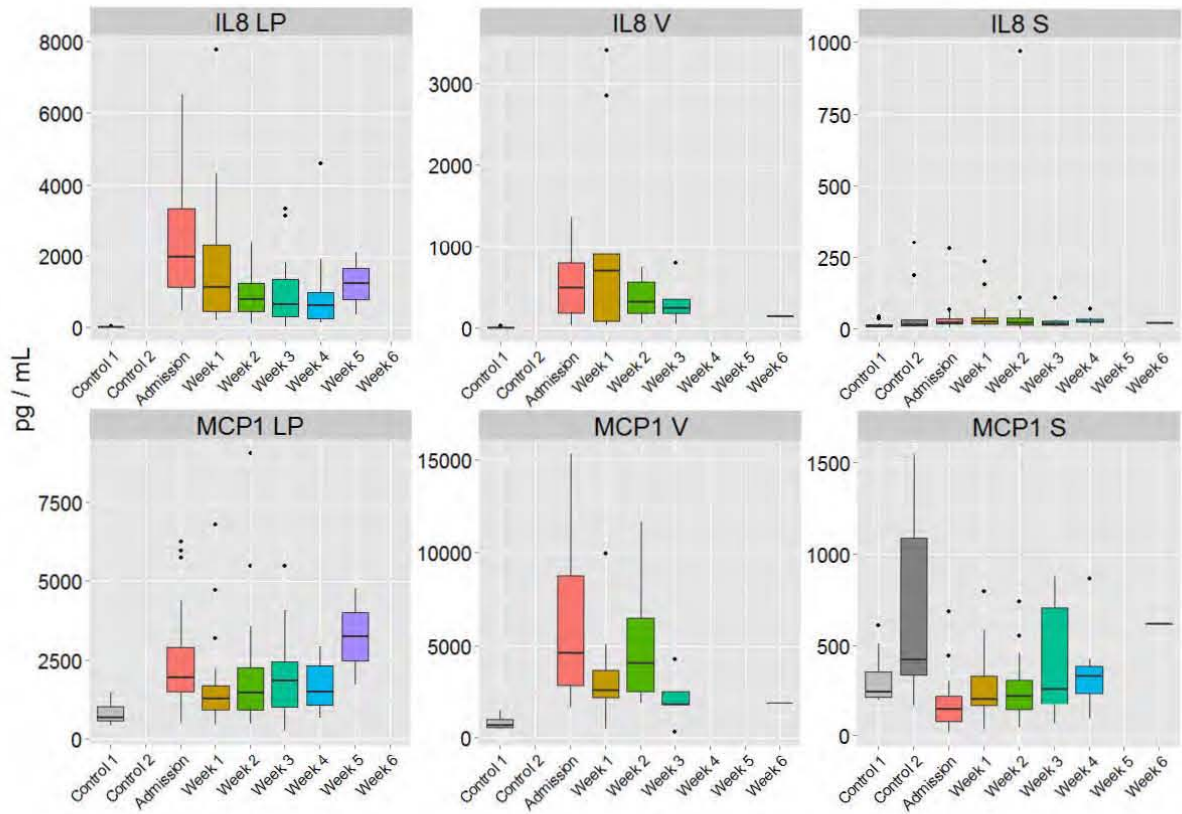 IL8 LP
IL8 V
IL8 S
8000
6000
4000
2000
0
3000
2000
1000
0
1000
750
500
250
0
Control 1
Control 2
Admission
Week 1
Week 2
Week 3
Week 4
Week 5
Week 6
Control 1
Control 2
Admission
Week 1
Week 2
Week 3
Week 4
Week 5
Week 6
Control 1
Control 2
Admission
Week 1
Week 2
Week 3
Week 4
Week 5
Week 6
pg / mL
MCP1 LP
MCP1 V
MCP1 S
7500
5000
2500
0
15000
10000
5000
0
1500
1000
500
0
Control 1
Control 2
Admission
Week 1
Week 2
Week 3
Week 4
Week 5
Week 6
Control 1
Control 2
Admission
Week 1
Week 2
Week 3
Week 4
Week 5
Week 6
Control 1
Control 2
Admission
Week 1
Week 2
Week 3
Week 4
Week 5
Week 6